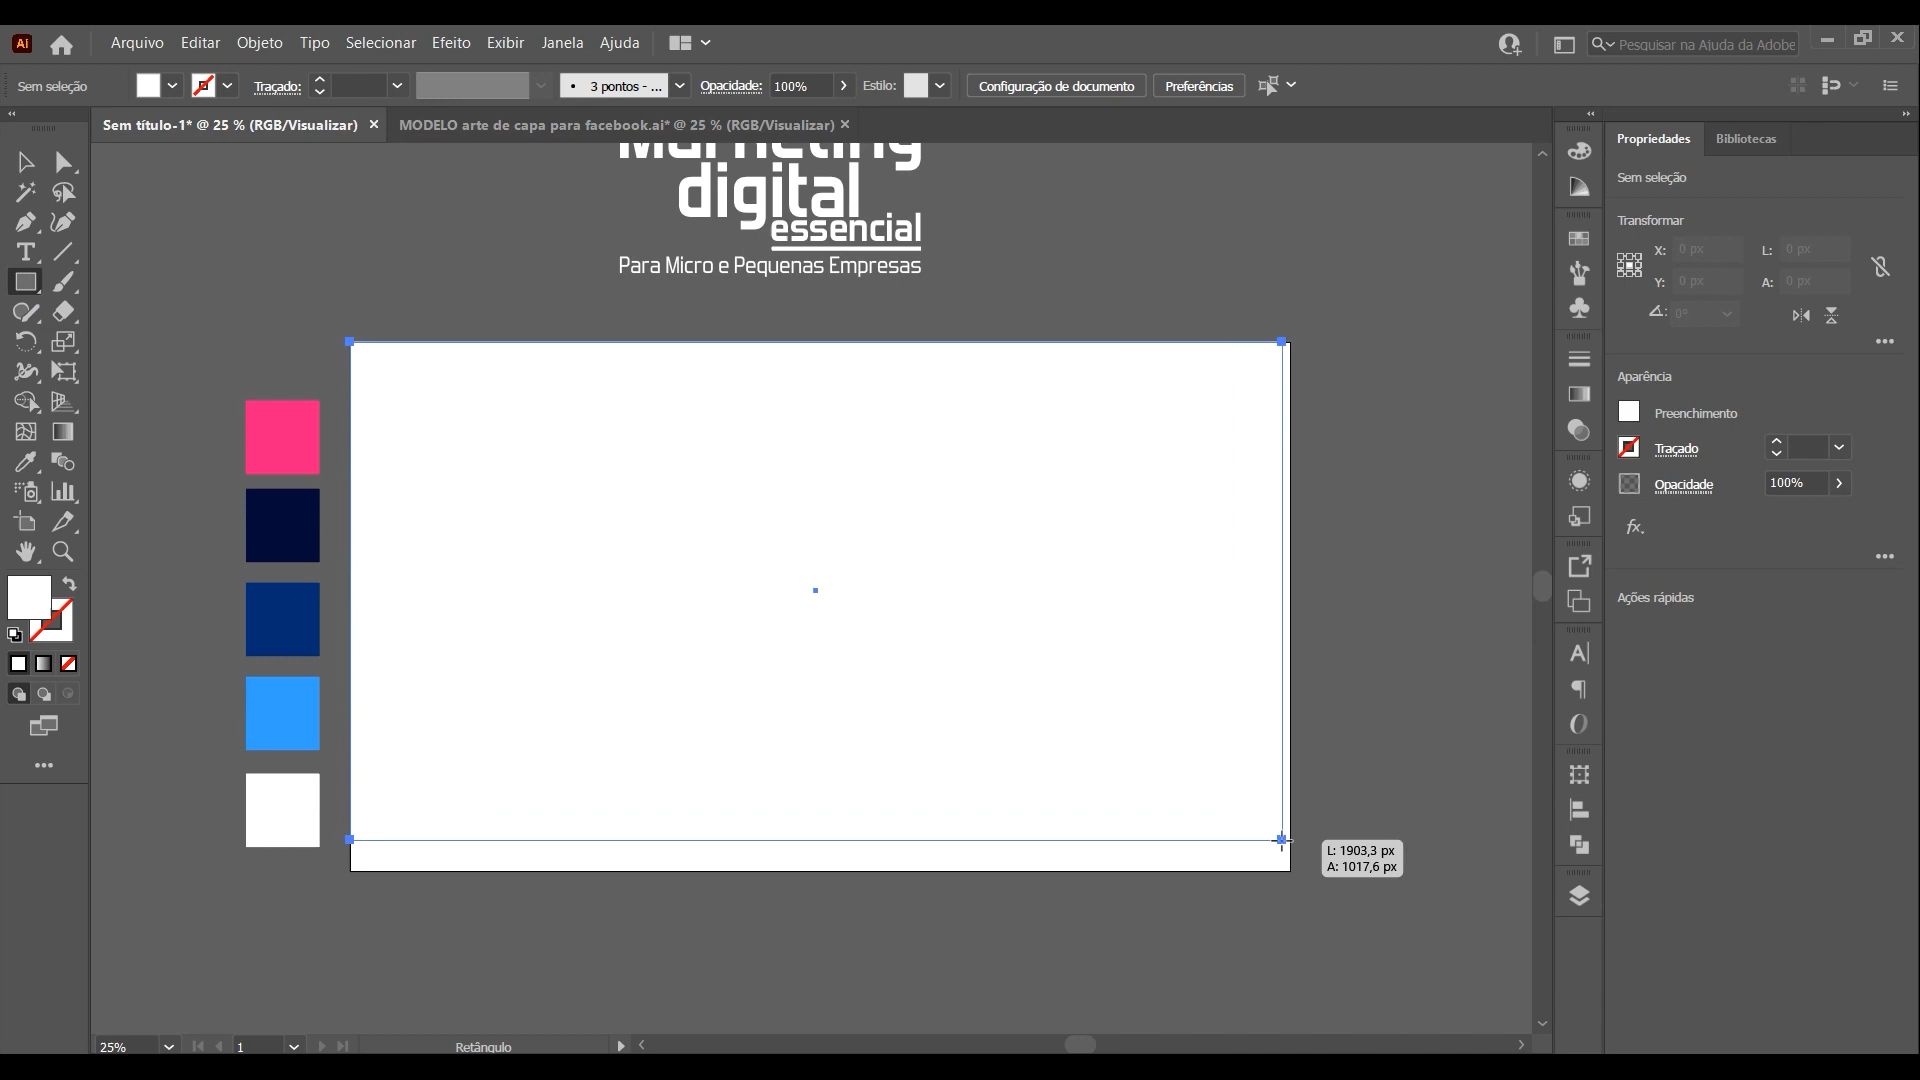 Ai
Arquivo Editar Objeto Tipo Selecionar Efeito Exibir Janela Ajuda
Pesquisar na Ajuda da Adobe
Sem seleção
Traçado:
3 pontos - ...
Opacidade: 100%
Estilo:
Configuração de documento
Preferências
Sem título-1* @ 25 % (RGB/Visualizar)
MODELO arte de capa para facebook.ai* @ 25 % (RGB/Visualizar)
Marketing
digital
essencial
Para Micro e Pequenas Empresas
L: 1903,3 px
A: 1017,6 px
Propriedades Bibliotecas
Sem seleção
Transformar
X: 0 px L: 0 px
Y: 0 px A: 0 px
0°
Aparência
Preenchimento
Traçado
Opacidade 100%
fx.
Ações rápidas
25% 1 Retângulo